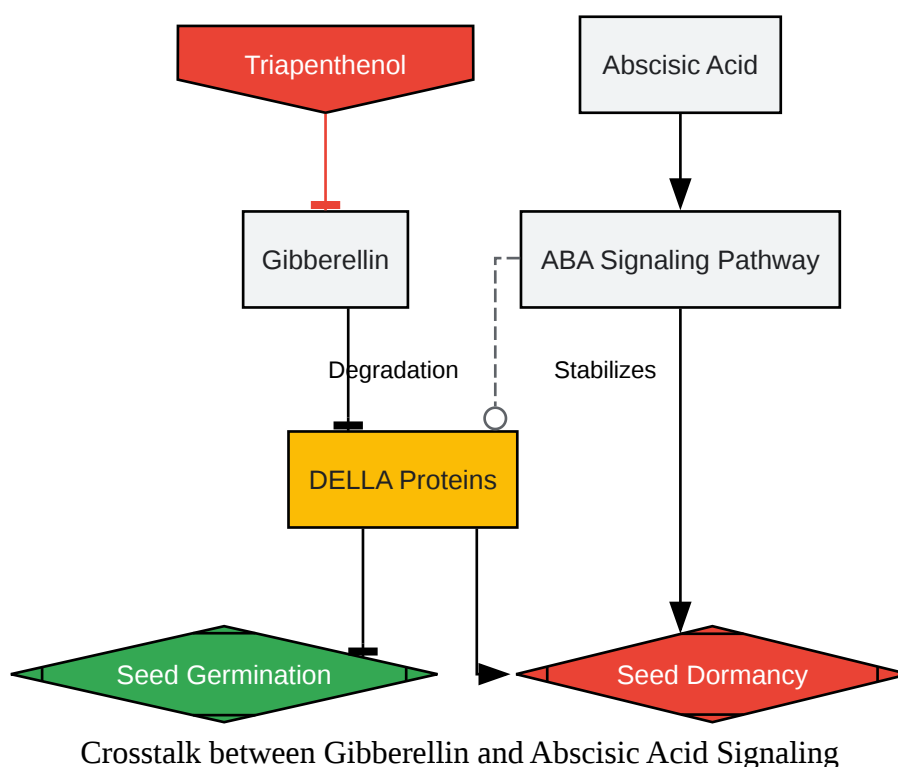 Triapenthenol
Abscisic Acid
Gibberellin
ABA Signaling Pathway
Degradation
Stabilizes
DELLA Proteins
Seed Germination
Seed Dormancy
Crosstalk between Gibberellin and Abscisic Acid Signaling